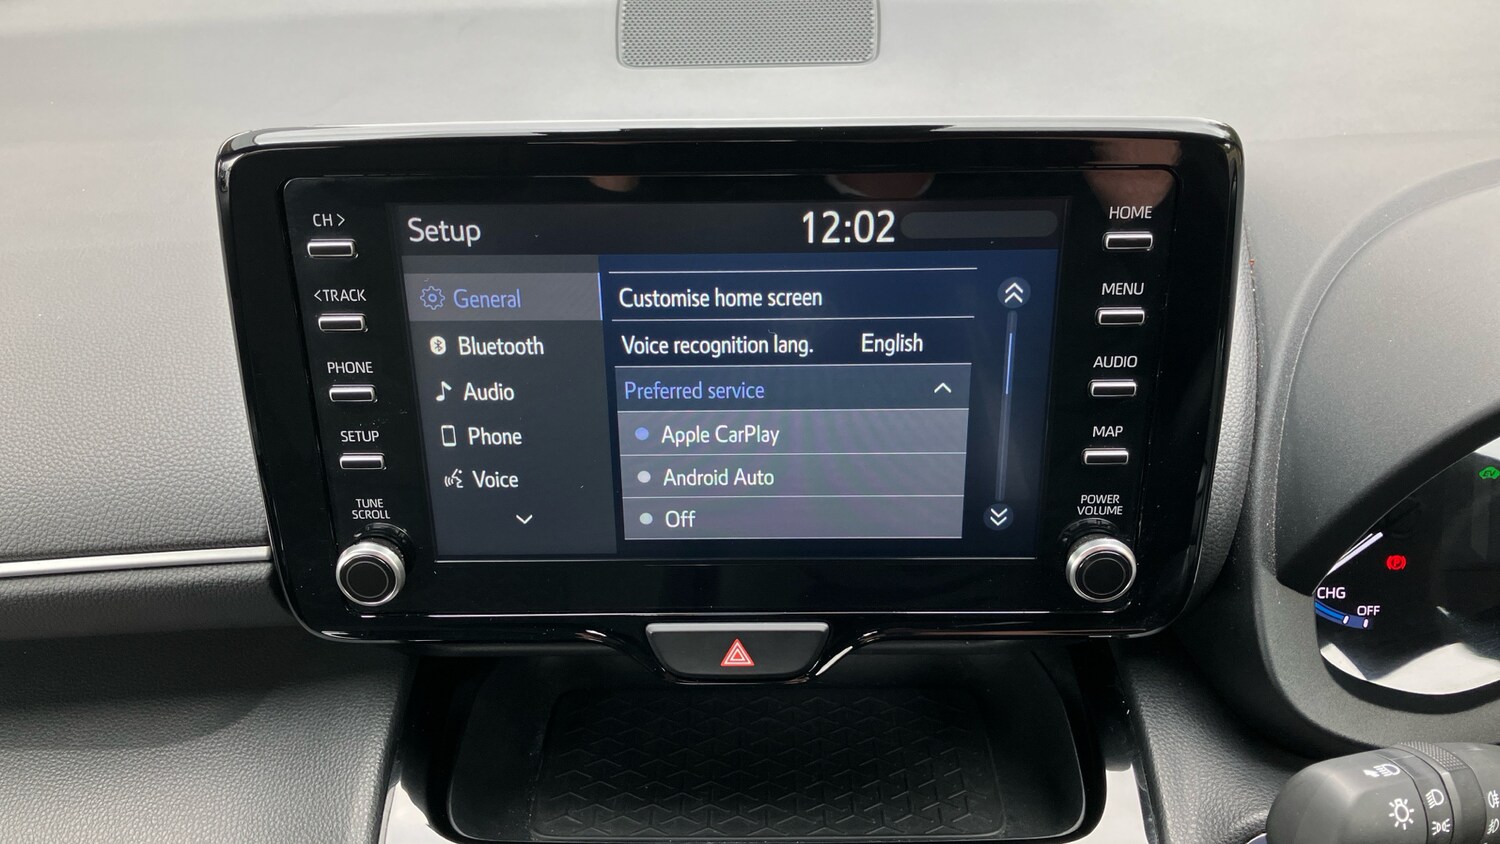 CH >
<TRACK
PHONE
SETUP
TUNE
SCROLL
Setup
12:02
General
Bluetooth
Audio
Phone
Voice
Customise home screen
Voice recognition lang. English
Preferred service
Apple CarPlay
Android Auto
Off
HOME
MENU
AUDIO
MAP
POWER
VOLUME
EV
CHG
OFF